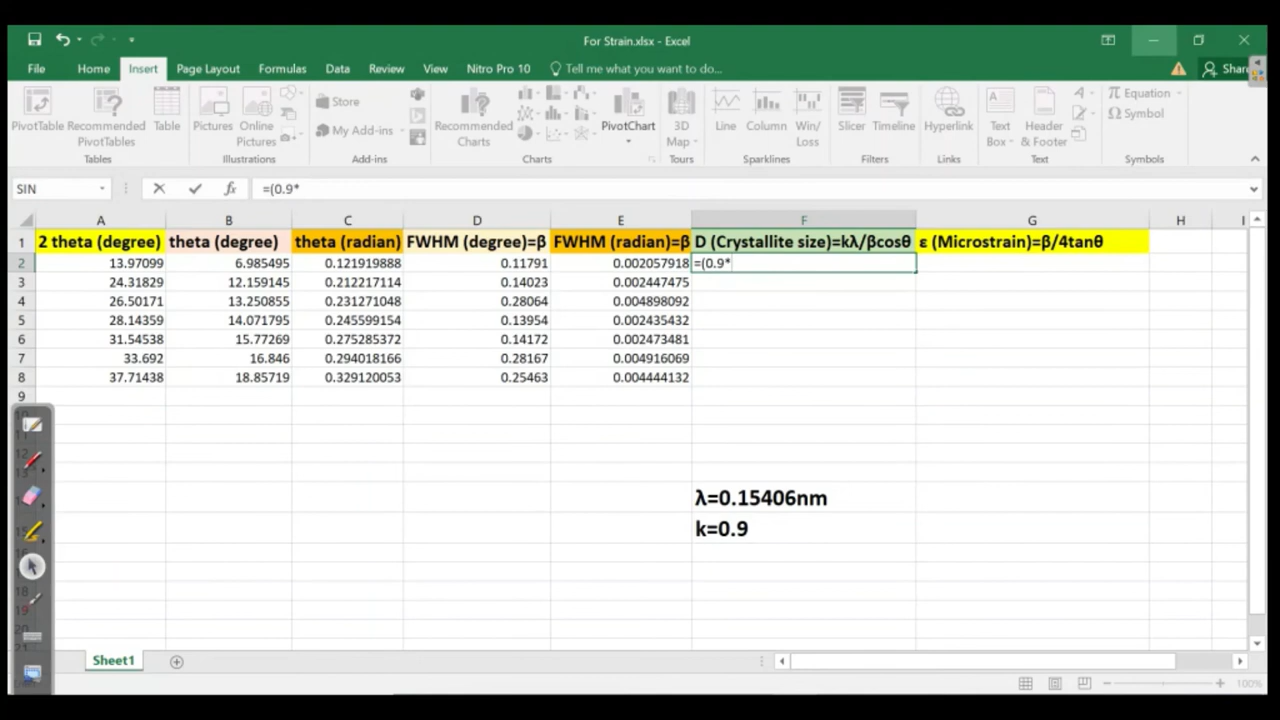 For Strain.xlsx - Excel
File Home Insert Page Layout Formulas Data Review View Nitro Pro 10 Tell me what you want to do... Share
PivotTable Recommended PivotTables Table Pictures Online Pictures Store My Add-ins Recommended Charts PivotChart 3D Map Line Column Win/Loss Slicer Timeline Hyperlink Text Box Header & Footer Equation Symbol
Tables Illustrations Add-ins Charts Tours Sparklines Filters Links Text Symbols
SIN fx =(0.9*
A B C D E F G H I
1 2 theta (degree) theta (degree) theta (radian) FWHM (degree)=β FWHM (radian)=β D (Crystallite size)=kλ/βcosθ ε (Microstrain)=β/4tanθ
2 13.97099 6.985495 0.121919888 0.11791 0.002057918 =(0.9*
3 24.31829 12.159145 0.212217114 0.14023 0.002447475
4 26.50171 13.250855 0.231271048 0.28064 0.004898092
5 28.14359 14.071795 0.245599154 0.13954 0.002435432
6 31.54538 15.77269 0.275285372 0.14172 0.002473481
7 33.692 16.846 0.294018166 0.28167 0.004916069
8 37.71438 18.85719 0.329120053 0.25463 0.004444132
9
λ=0.15406nm
k=0.9
Sheet1
100%